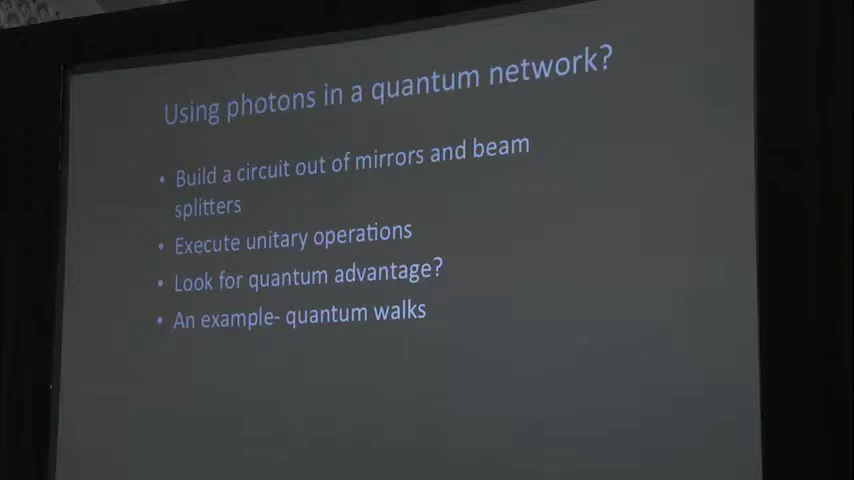 Using photons in a quantum network?
• Build a circuit out of mirrors and beam
splitters
• Execute unitary operations
• Look for quantum advantage?
• An example- quantum walks